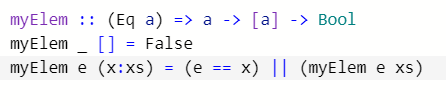 myElem :: (Eq a) => a -> [a] -> Bool
myElem _ [] = False
myElem e (x:xs) = (e == x) || (myElem e xs)